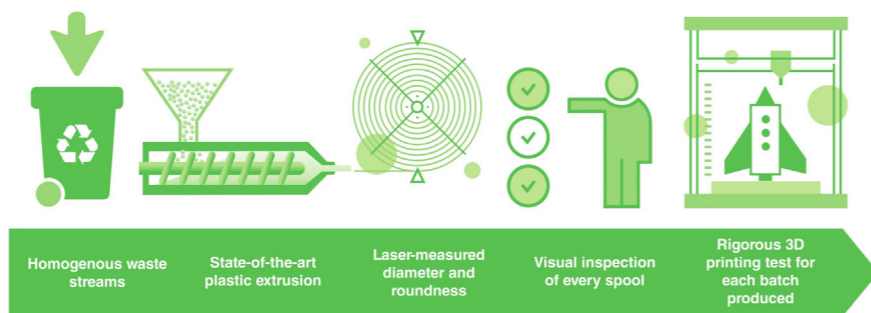 Homogenous waste
streams
State-of-the-art
plastic extrusion
Laser-measured
diameter and
roundness
Visual inspection
of every spool
Rigorous 3D
printing test for
each batch
produced